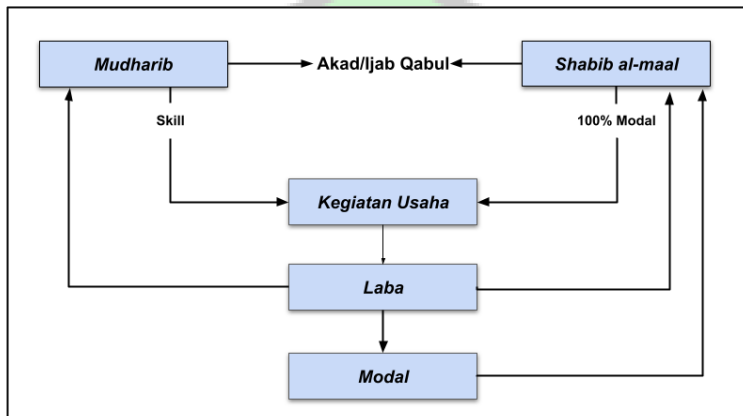 Mudharib
Akad/Ijab Qabul
Shabib al-maal
Skill
100% Modal
Kegiatan Usaha
Laba
Modal